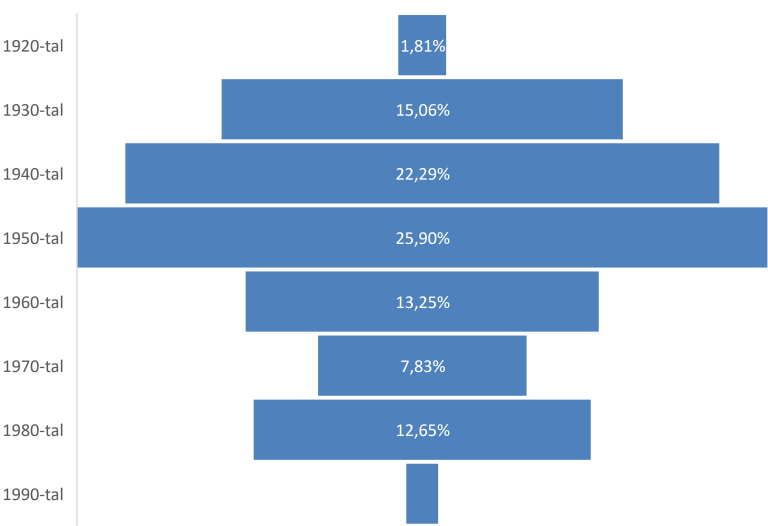 1920-tal 1,81%
1930-tal 15,06%
1940-tal 22,29%
1950-tal 25,90%
1960-tal 13,25%
1970-tal 7,83%
1980-tal 12,65%
1990-tal